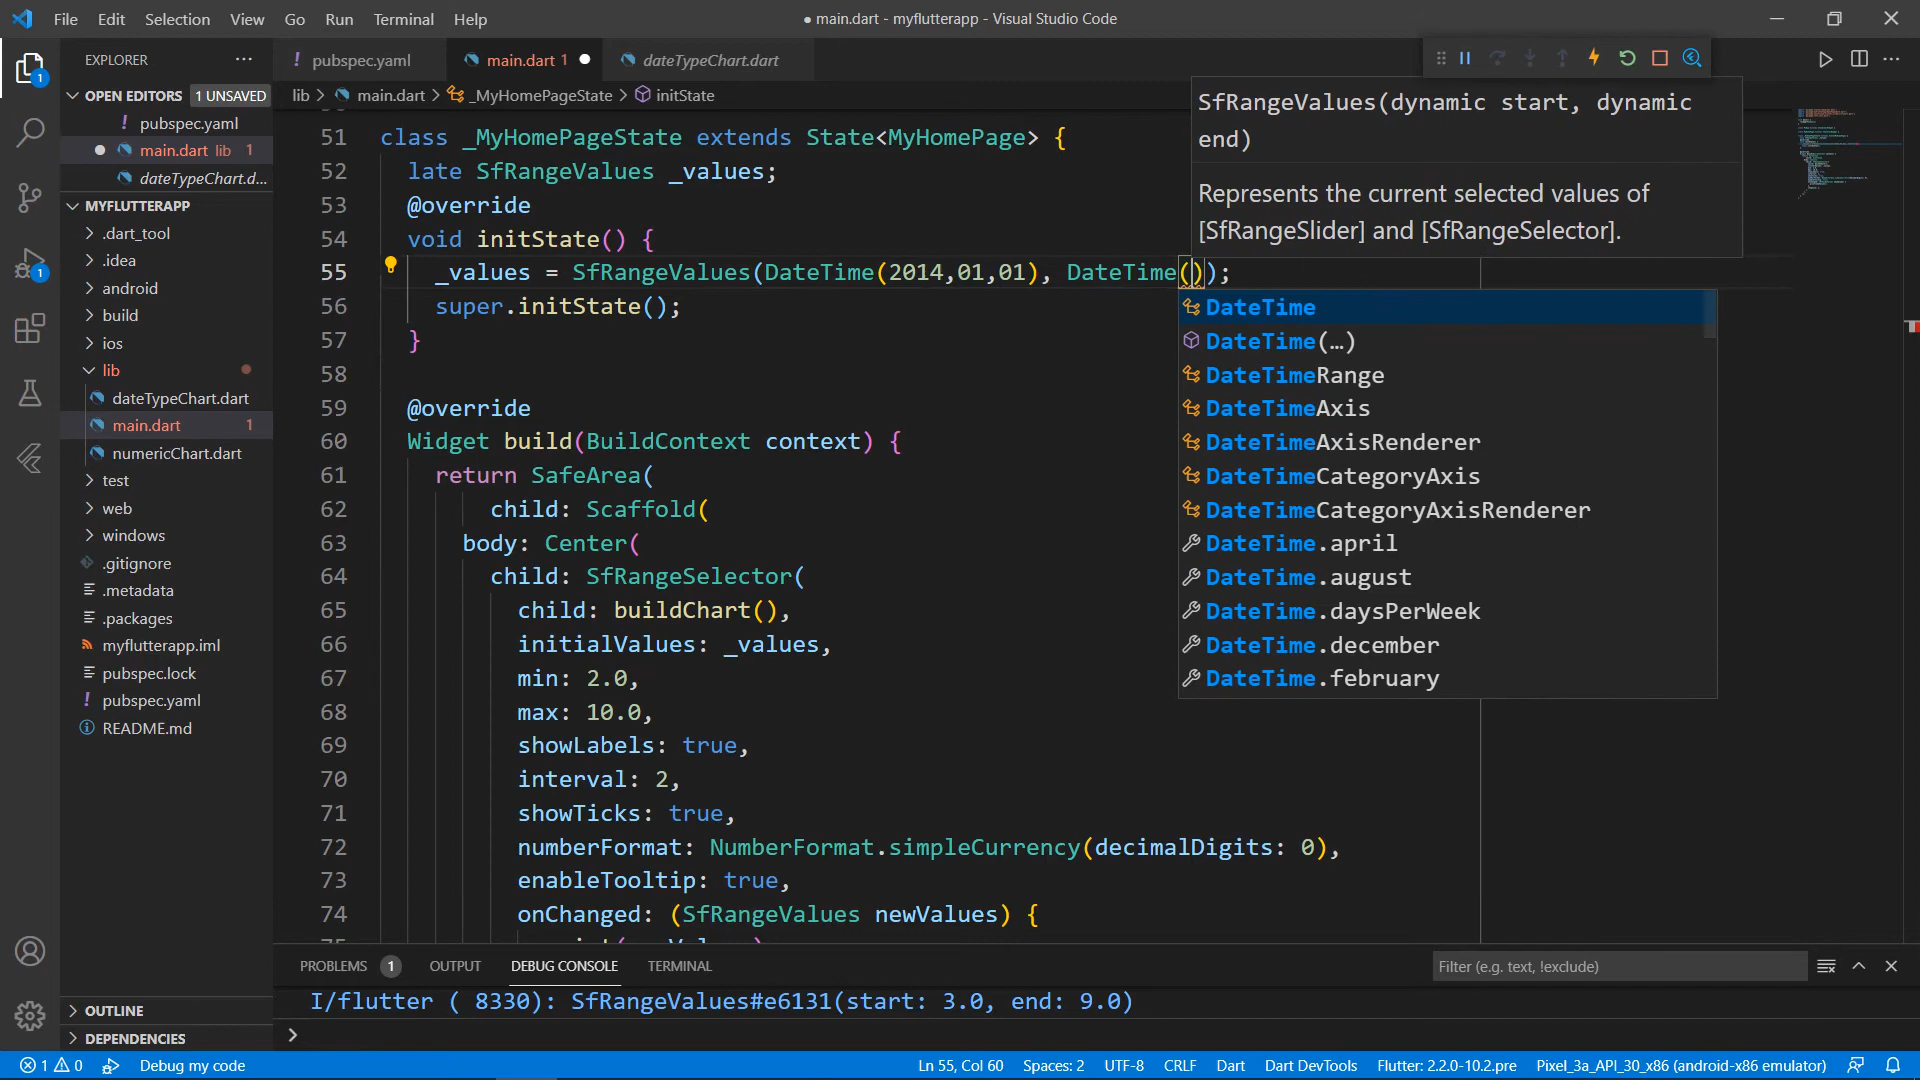 File Edit Selection View Go Run Terminal Help
● main.dart - myflutterapp - Visual Studio Code
EXPLORER
OPEN EDITORS 1 UNSAVED
pubspec.yaml
main.dart lib 1
dateTypeChart.d...
MYFLUTTERAPP
.dart_tool
.idea
android
build
ios
lib
dateTypeChart.dart
main.dart 1
numericChart.dart
test
web
windows
.gitignore
.metadata
.packages
myflutterapp.iml
pubspec.lock
pubspec.yaml
README.md
OUTLINE
DEPENDENCIES
pubspec.yaml main.dart 1 dateTypeChart.dart
lib > main.dart > _MyHomePageState > initState
51 class _MyHomePageState extends State<MyHomePage> {
52 late SfRangeValues _values;
53 @override
54 void initState() {
55 _values = SfRangeValues(DateTime(2014,01,01), DateTime());
56 super.initState();
57 }
58
59 @override
60 Widget build(BuildContext context) {
61 return SafeArea(
62 child: Scaffold(
63 body: Center(
64 child: SfRangeSelector(
65 child: buildChart(),
66 initialValues: _values,
67 min: 2.0,
68 max: 10.0,
69 showLabels: true,
70 interval: 2,
71 showTicks: true,
72 numberFormat: NumberFormat.simpleCurrency(decimalDigits: 0),
73 enableTooltip: true,
74 onChanged: (SfRangeValues newValues) {
SfRangeValues(dynamic start, dynamic
end)
Represents the current selected values of
[SfRangeSlider] and [SfRangeSelector].
DateTime
DateTime(…)
DateTimeRange
DateTimeAxis
DateTimeAxisRenderer
DateTimeCategoryAxis
DateTimeCategoryAxisRenderer
DateTime.april
DateTime.august
DateTime.daysPerWeek
DateTime.december
DateTime.february
PROBLEMS 1 OUTPUT DEBUG CONSOLE TERMINAL
Filter (e.g. text, !exclude)
I/flutter ( 8330): SfRangeValues#e6131(start: 3.0, end: 9.0)
1 0 Debug my code
Ln 55, Col 60 Spaces: 2 UTF-8 CRLF Dart Dart DevTools Flutter: 2.2.0-10.2.pre Pixel_3a_API_30_x86 (android-x86 emulator)